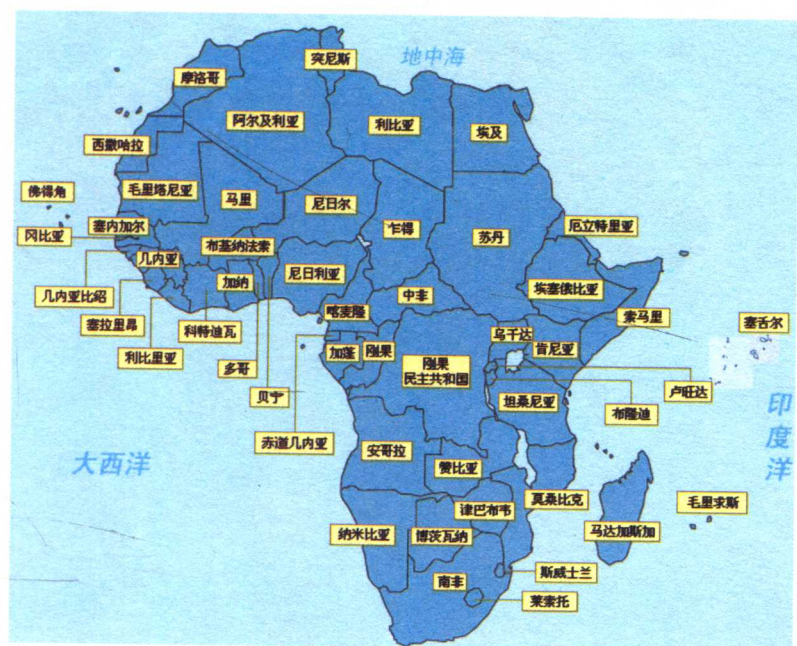 地中海
突尼斯
摩洛哥
阿尔及利亚
利比亚
埃及
西撒哈拉
毛里塔尼亚
马里
尼日尔
佛得角
乍得
苏丹
厄立特里亚
塞内加尔
冈比亚
布基纳法索
几内亚
尼日利亚
加纳
埃塞俄比亚
几内亚比绍
中非
塞拉里昂
喀麦隆
索马里
塞舌尔
科特迪瓦
乌干达
利比里亚
加蓬
刚果
肯尼亚
刚果
民主共和国
多哥
卢旺达
贝宁
坦桑尼亚
布隆迪
赤道几内亚
印度洋
安哥拉
大西洋
赞比亚
莫桑比克
毛里求斯
津巴布韦
纳米比亚
博茨瓦纳
马达加斯加
斯威士兰
南非
莱索托